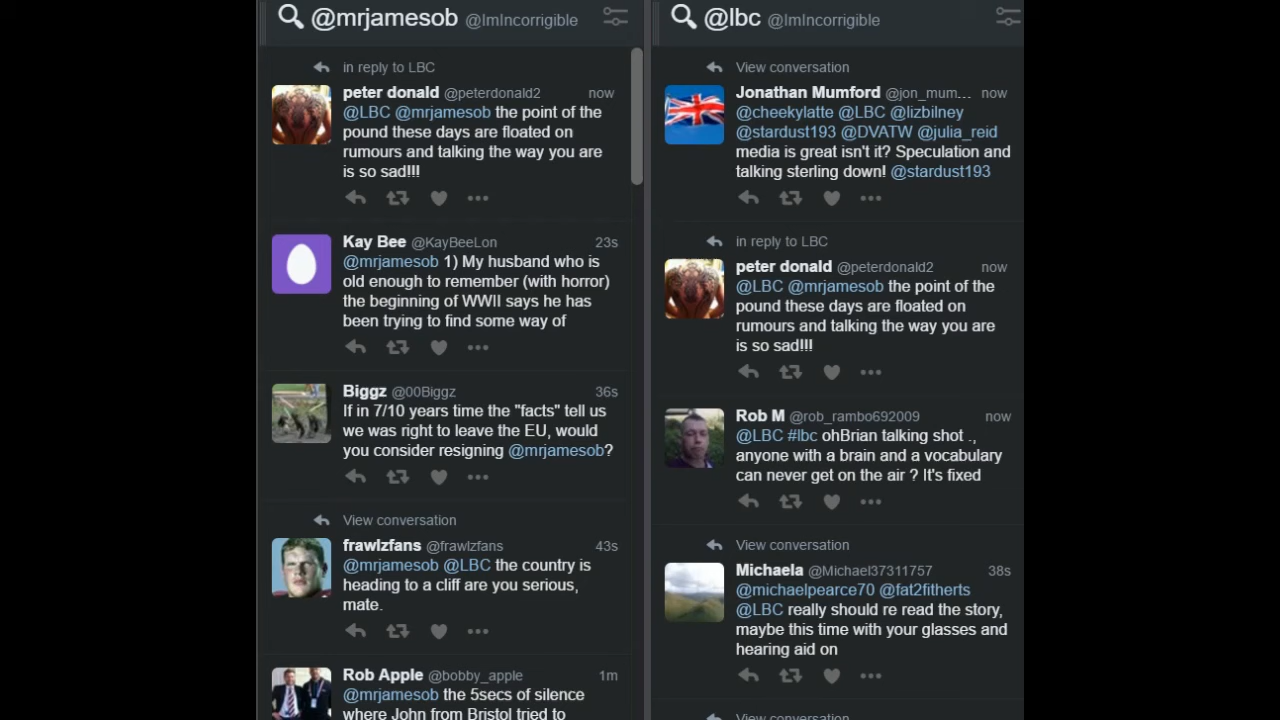 @mrjamesob @ImIncorrigible
in reply to LBC
peter donald @peterdonald2 now
@LBC @mrjamesob the point of the
pound these days are floated on
rumours and talking the way you are
is so sad!!!
Kay Bee @KayBeeLon 23s
@mrjamesob 1) My husband who is
old enough to remember (with horror)
the beginning of WWII says he has
been trying to find some way of
Biggz @00Biggz 36s
If in 7/10 years time the "facts" tell us
we was right to leave the EU, would
you consider resigning @mrjamesob?
View conversation
frawlzfans @frawlzfans 43s
@mrjamesob @LBC the country is
heading to a cliff are you serious,
mate.
Rob Apple @bobby_apple 1m
@mrjamesob the 5secs of silence
where John from Bristol tried to
@lbc @ImIncorrigible
View conversation
Jonathan Mumford @jon_mum... now
@cheekylatte @LBC @lizbilney
@stardust193 @DVATW @julia_reid
media is great isn't it? Speculation and
talking sterling down! @stardust193
in reply to LBC
peter donald @peterdonald2 now
@LBC @mrjamesob the point of the
pound these days are floated on
rumours and talking the way you are
is so sad!!!
Rob M @rob_rambo692009 now
@LBC #lbc ohBrian talking shot .,
anyone with a brain and a vocabulary
can never get on the air ? It's fixed
View conversation
Michaela @Michael37311757 38s
@michaelpearce70 @fat2fitherts
@LBC really should re read the story,
maybe this time with your glasses and
hearing aid on
View conversation